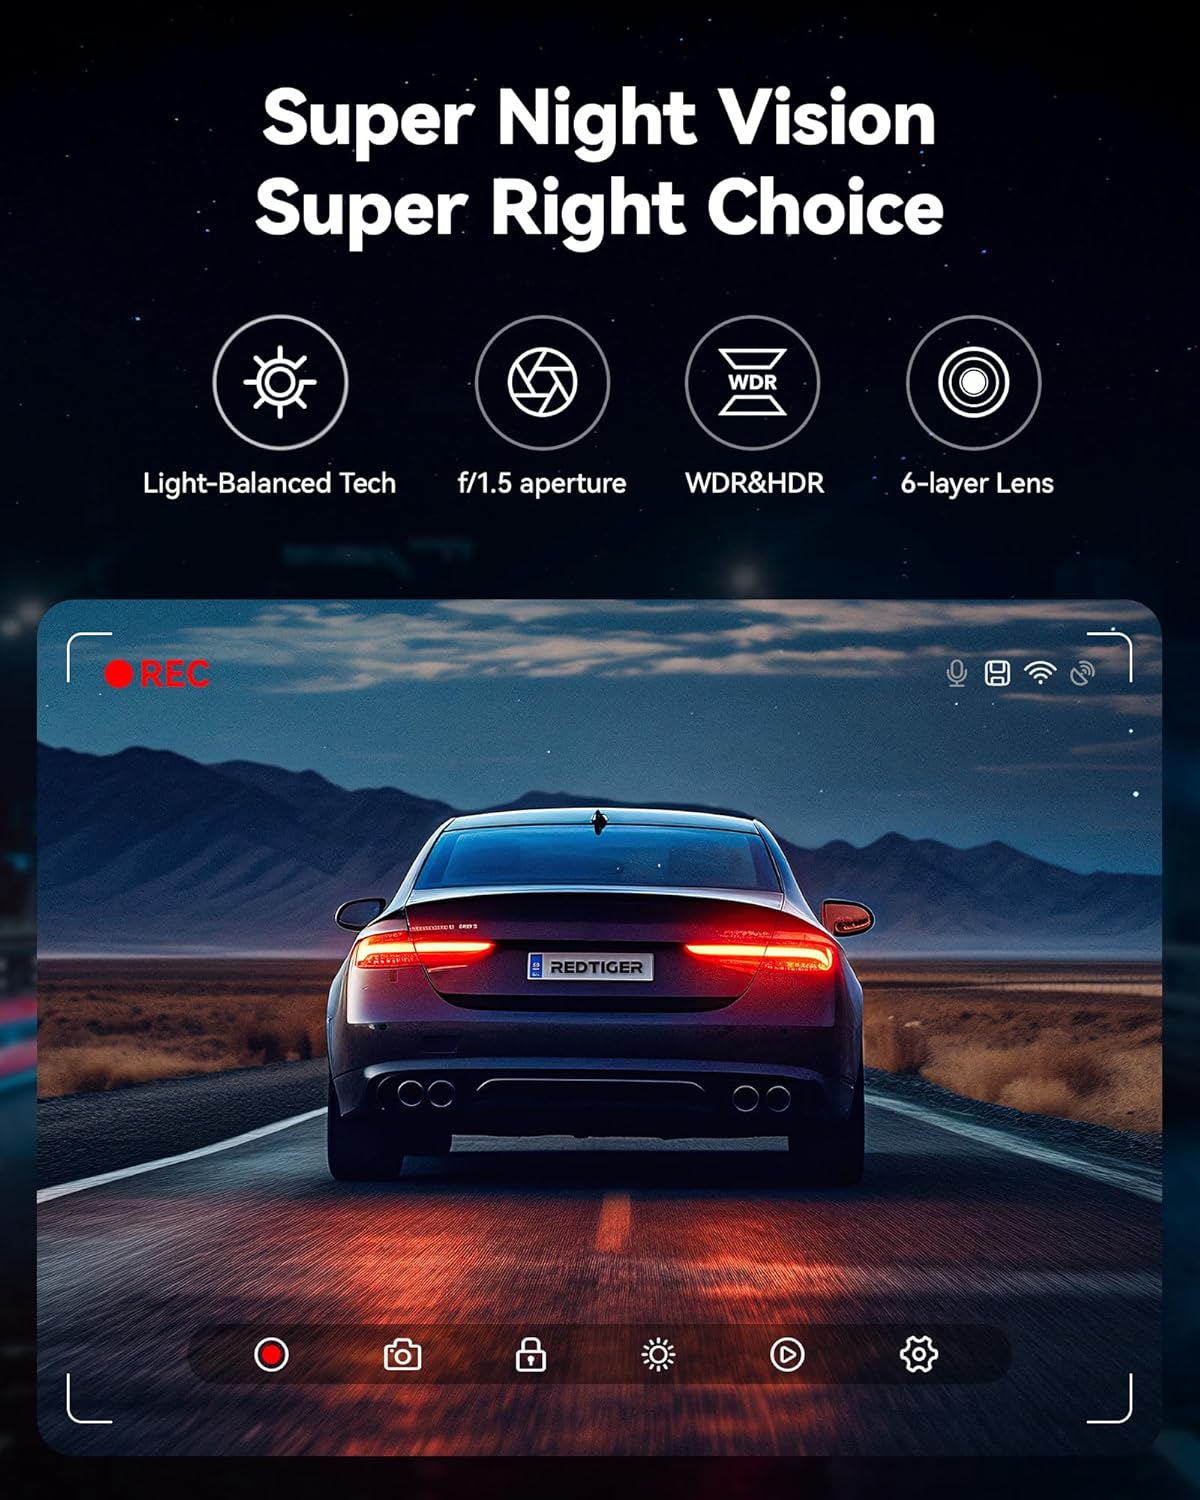 Super Night Vision
Super Right Choice
WDR
Light-Balanced Tech
f/1.5 aperture
WDR&HDR
6-layer Lens
REC
REDTIGER